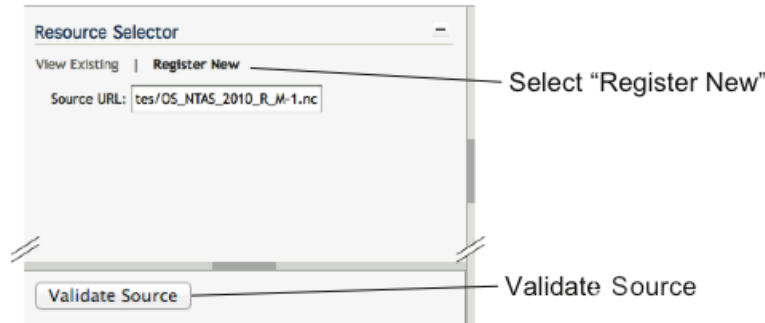 Resource Selector
View Existing | Register New
Select “Register New”
Source URL: tes/OS_NTAS_2010_R_M-1.nc
Validate Source
Validate Source